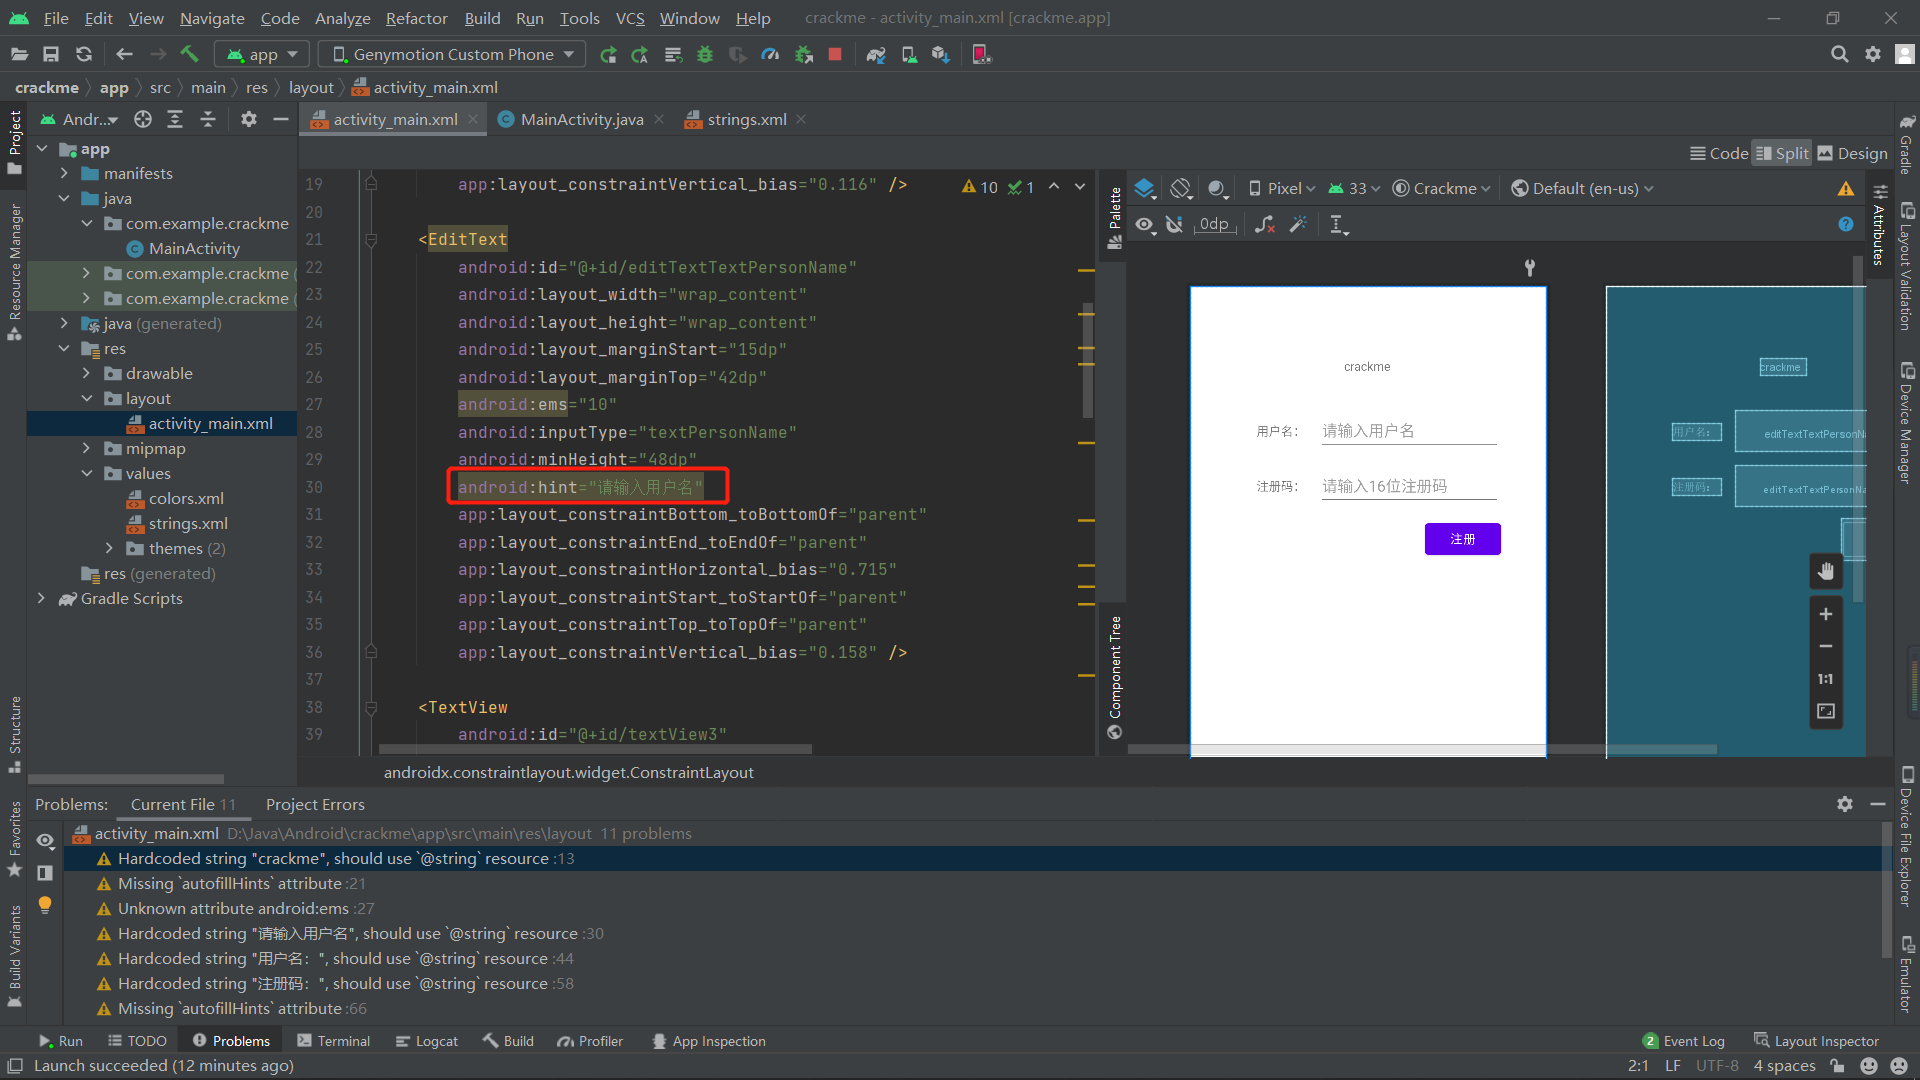 File Edit View Navigate Code Analyze Refactor Build Run Tools VCS Window Help crackme - activity_main.xml [crackme.app]
app Genymotion Custom Phone
crackme app src main res layout activity_main.xml
Project
Andr...
activity_main.xml MainActivity.java strings.xml
Code Split Design
app
manifests
java
com.example.crackme
MainActivity
com.example.crackme (
com.example.crackme (
java (generated)
res
drawable
layout
activity_main.xml
mipmap
values
colors.xml
strings.xml
themes (2)
res (generated)
Gradle Scripts
Resource Manager
Structure
Favorites
Build Variants
10 1
19 app:layout_constraintVertical_bias="0.116" />
20
21 <EditText
22 android:id="@+id/editTextTextPersonName"
23 android:layout_width="wrap_content"
24 android:layout_height="wrap_content"
25 android:layout_marginStart="15dp"
26 android:layout_marginTop="42dp"
27 android:ems="10"
28 android:inputType="textPersonName"
29 android:minHeight="48dp"
30 android:hint="请输入用户名"
31 app:layout_constraintBottom_toBottomOf="parent"
32 app:layout_constraintEnd_toEndOf="parent"
33 app:layout_constraintHorizontal_bias="0.715"
34 app:layout_constraintStart_toStartOf="parent"
35 app:layout_constraintTop_toTopOf="parent"
36 app:layout_constraintVertical_bias="0.158" />
37
38 <TextView
39 android:id="@+id/textView3"
androidx.constraintlayout.widget.ConstraintLayout
Palette
Component Tree
Pixel 33 Crackme Default (en-us)
0dp
crackme
用户名： 请输入用户名
注册码： 请输入16位注册码
注册
crackme
用户名： editTextTextPersonNa
注册码： editTextTextPersonNa
1:1
Attributes
Gradle
Layout Validation
Device Manager
Device File Explorer
Emulator
Problems: Current File 11 Project Errors
activity_main.xml D:\Java\Android\crackme\app\src\main\res\layout 11 problems
Hardcoded string "crackme", should use `@string` resource :13
Missing `autofillHints` attribute :21
Unknown attribute android:ems :27
Hardcoded string "请输入用户名", should use `@string` resource :30
Hardcoded string "用户名：", should use `@string` resource :44
Hardcoded string "注册码：", should use `@string` resource :58
Missing `autofillHints` attribute :66
Run TODO Problems Terminal Logcat Build Profiler App Inspection 2 Event Log Layout Inspector
Launch succeeded (12 minutes ago) 2:1 LF UTF-8 4 spaces